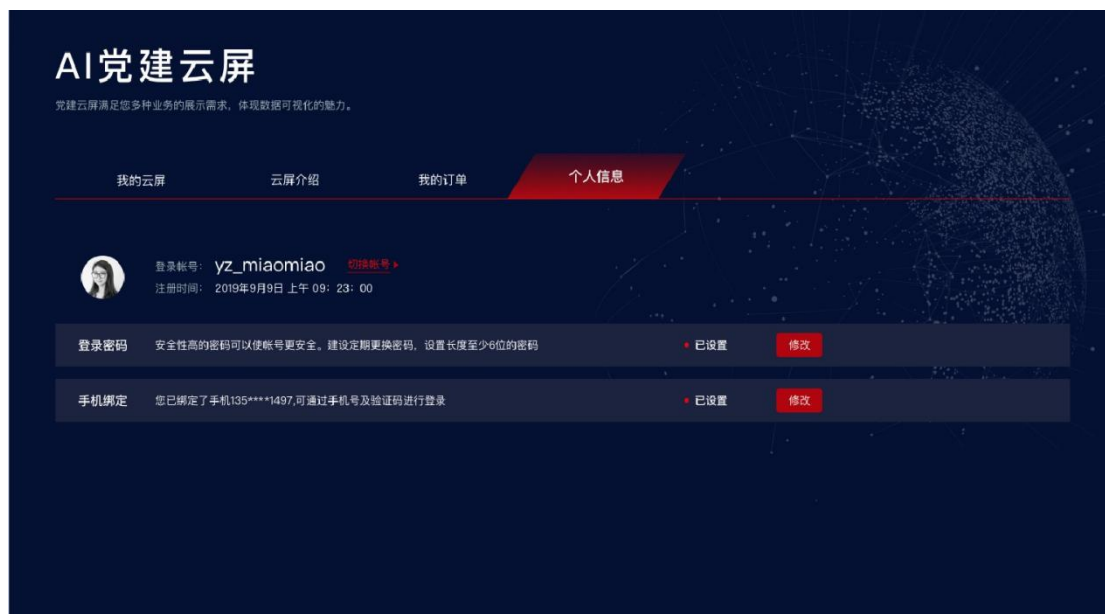 AI党建云屏
党建云屏满足您多种业务的展示需求，体现数据可视化的魅力。
我的云屏 云屏介绍 我的订单 个人信息
登录帐号： yz_miaomiao 切换帐号
注册时间： 2019年9月9日 上午 09：23：00
登录密码 安全性高的密码可以使帐号更安全。建设定期更换密码，设置长度至少6位的密码 已设置 修改
手机绑定 您已绑定了手机135****1497,可通过手机号及验证码进行登录 已设置 修改